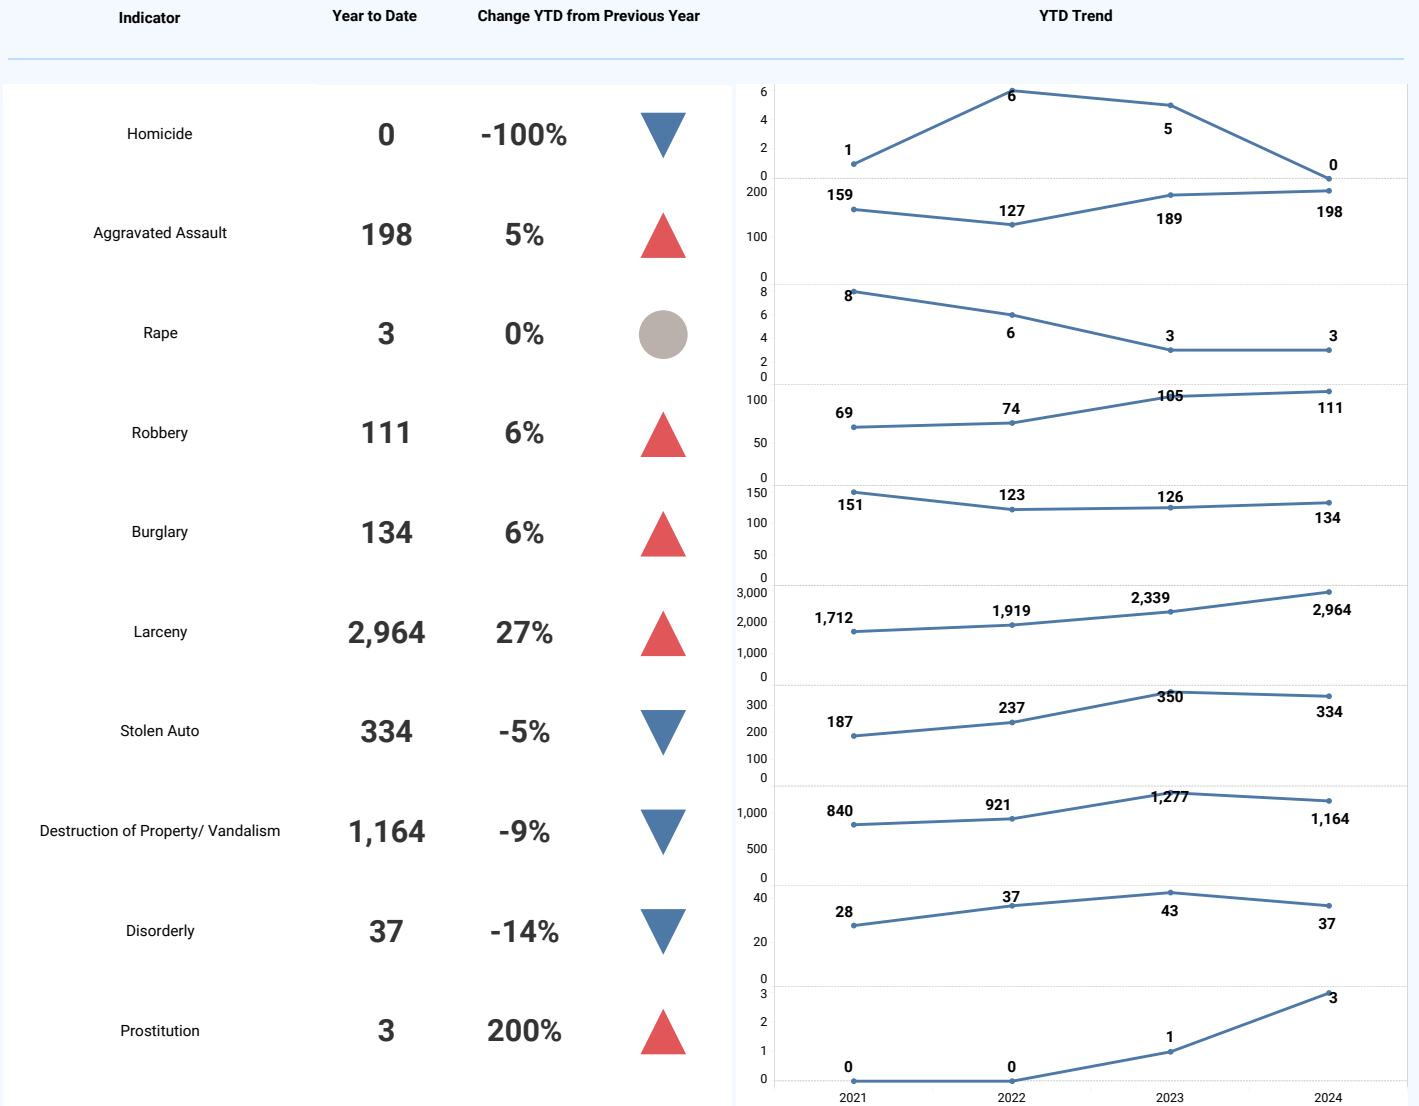 Indicator Year to Date Change YTD from Previous Year YTD Trend
Homicide 0 -100%
6
4
2
0
1 6 5 0
Aggravated Assault 198 5%
200
100
0
159 127 189 198
Rape 3 0%
8
6
4
2
0
8 6 3 3
Robbery 111 6%
100
50
0
69 74 105 111
Burglary 134 6%
150
100
50
0
151 123 126 134
Larceny 2,964 27%
3,000
2,000
1,000
0
1,712 1,919 2,339 2,964
Stolen Auto 334 -5%
300
200
100
0
187 237 350 334
Destruction of Property/ Vandalism 1,164 -9%
1,000
500
0
840 921 1,277 1,164
Disorderly 37 -14%
40
20
0
28 37 43 37
Prostitution 3 200%
3
2
1
0
0 0 1 3
2021 2022 2023 2024